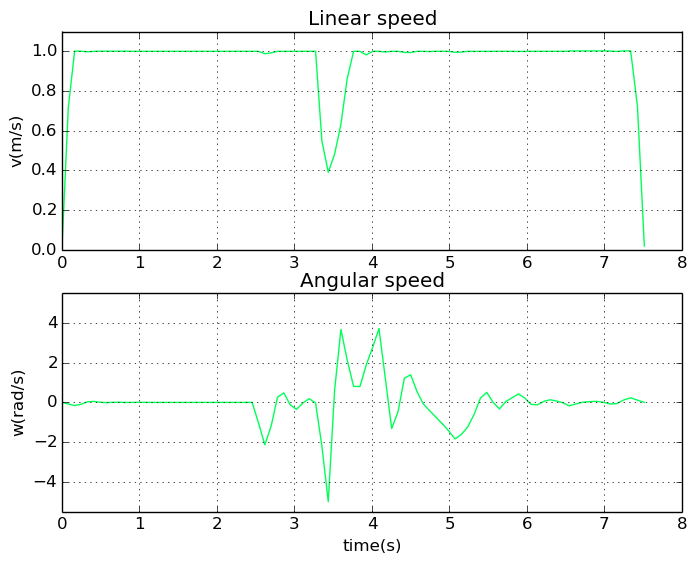 Linear speed
v(m/s)
1.0
0.8
0.6
0.4
0.2
0.0
0 1 2 3 4 5 6 7 8
Angular speed
w(rad/s)
4
2
0
−2
−4
0 1 2 3 4 5 6 7 8
time(s)